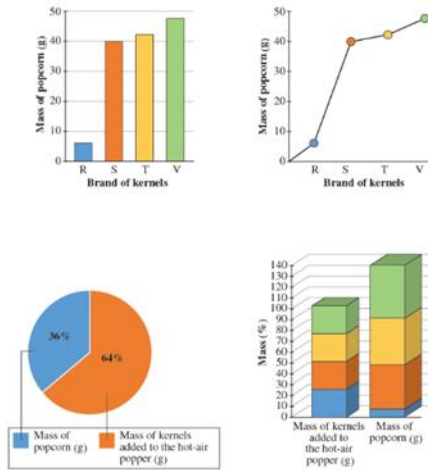 Mass of popcorn (g)
50
40
30
20
10
0
R S T V
Brand of kernels
Mass of popcorn (g)
50
40
30
20
10
0
R S T V
Brand of kernels
36%
64%
Mass of
popcorn (g)
Mass of kernels
added to the hot-air
popper (g)
Mass (%)
140
130
120
110
100
90
80
70
60
50
40
30
20
10
0
Mass of kernels
added to
the hot-air
popper (g)
Mass of
popcorn (g)